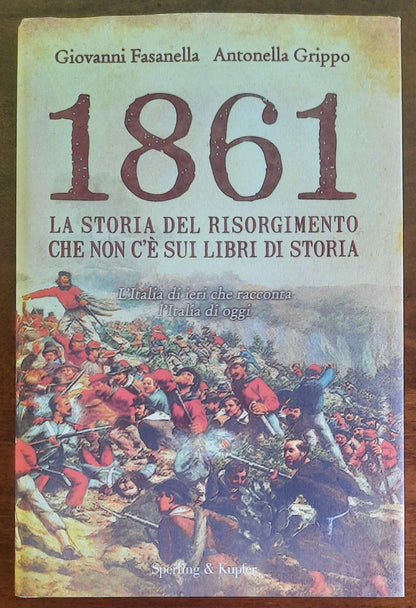 Giovanni Fasanella Antonella Grippo
1861
LA STORIA DEL RISORGIMENTO
CHE NON C'È SUI LIBRI DI STORIA
L'Italia di ieri che racconta
l'Italia di oggi
Sperling & Kupfer